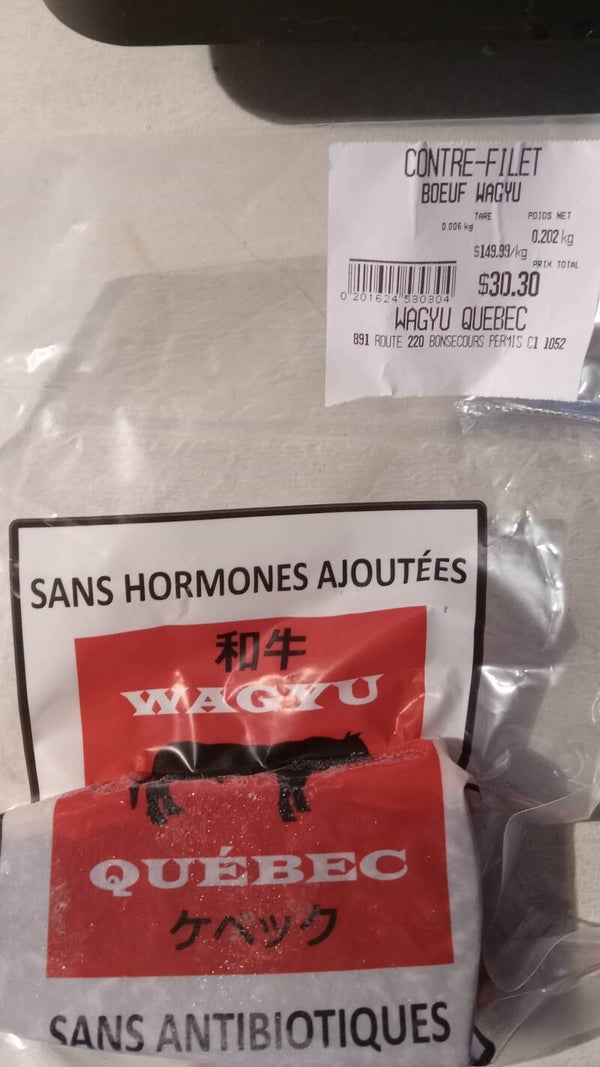 CONTRE-FILET
BOEUF WAGYU
TARE POIDS NET
0.006 kg 0.202 kg
$149.99/kg
PRIX TOTAL
$30.30
0 201624 530304
WAGYU QUEBEC
891 ROUTE 220 BONSECOURS PERMIS C1 1052
SANS HORMONES AJOUTÉES
和牛
WAGYU
QUÉBEC
ケベック
SANS ANTIBIOTIQUES